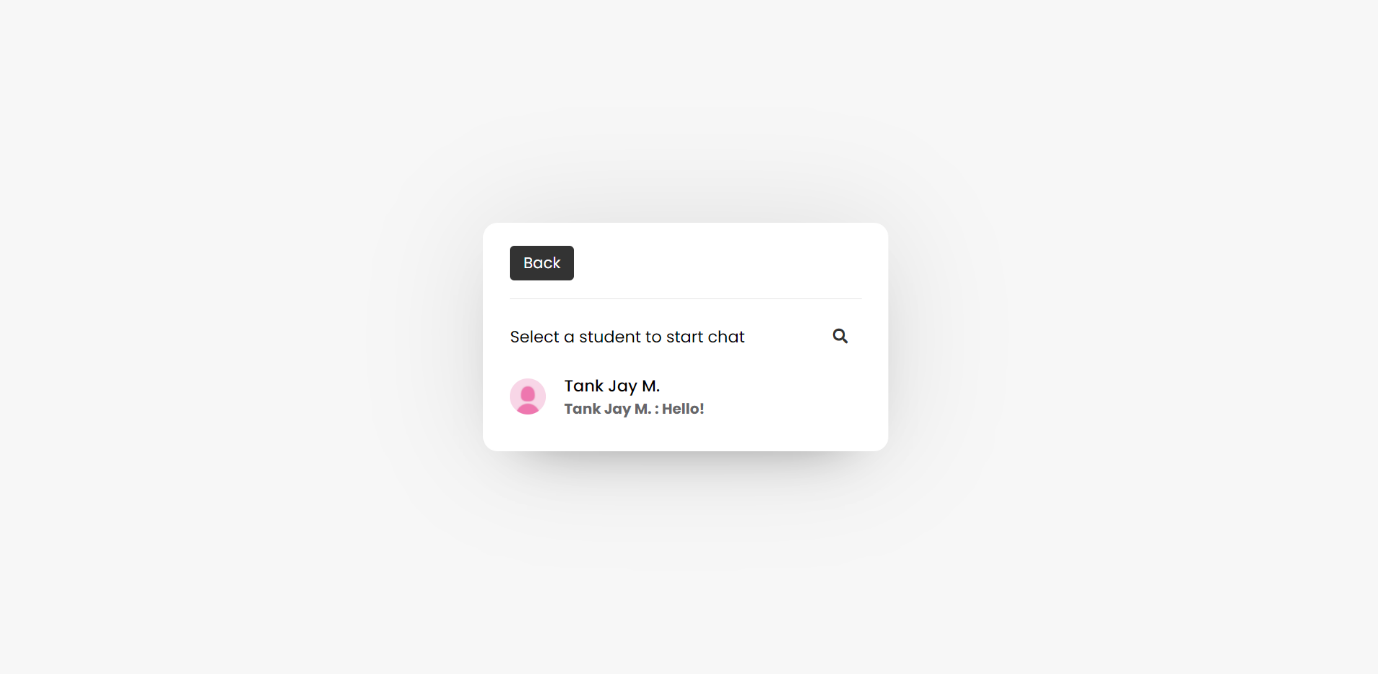 Back
Select a student to start chat
Tank Jay M.
Tank Jay M. : Hello!